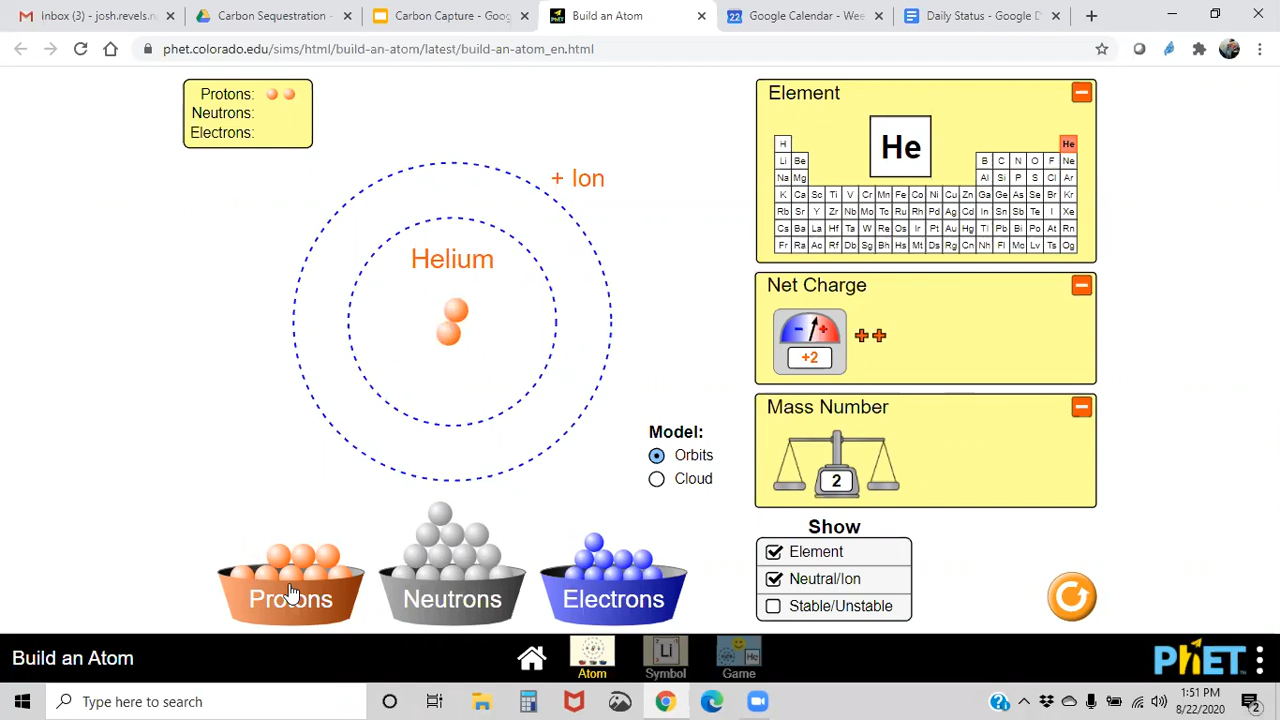 Inbox (3) - josh.revels.m
Carbon Sequestration -
Carbon Capture - Goog
Build an Atom
Google Calendar - Wee
Daily Status - Google D
phet.colorado.edu/sims/html/build-an-atom/latest/build-an-atom_en.html
Protons:
Neutrons:
Electrons:
+ Ion
Helium
Element
He
H He
Li Be B C N O F Ne
Na Mg Al Si P S Cl Ar
K Ca Sc Ti V Cr Mn Fe Co Ni Cu Zn Ga Ge As Se Br Kr
Rb Sr Y Zr Nb Mo Tc Ru Rh Pd Ag Cd In Sn Sb Te I Xe
Cs Ba La Hf Ta W Re Os Ir Pt Au Hg Tl Pb Bi Po At Rn
Fr Ra Ac Rf Db Sg Bh Hs Mt Ds Rg Cn Nh Fl Mc Lv Ts Og
Net Charge
- +
+2
Mass Number
2
Model:
Orbits
Cloud
Protons
Neutrons
Electrons
Show
Element
Neutral/Ion
Stable/Unstable
Build an Atom
Atom
Li
Symbol
He
Game
PhET
Type here to search
1:51 PM
8/22/2020
2